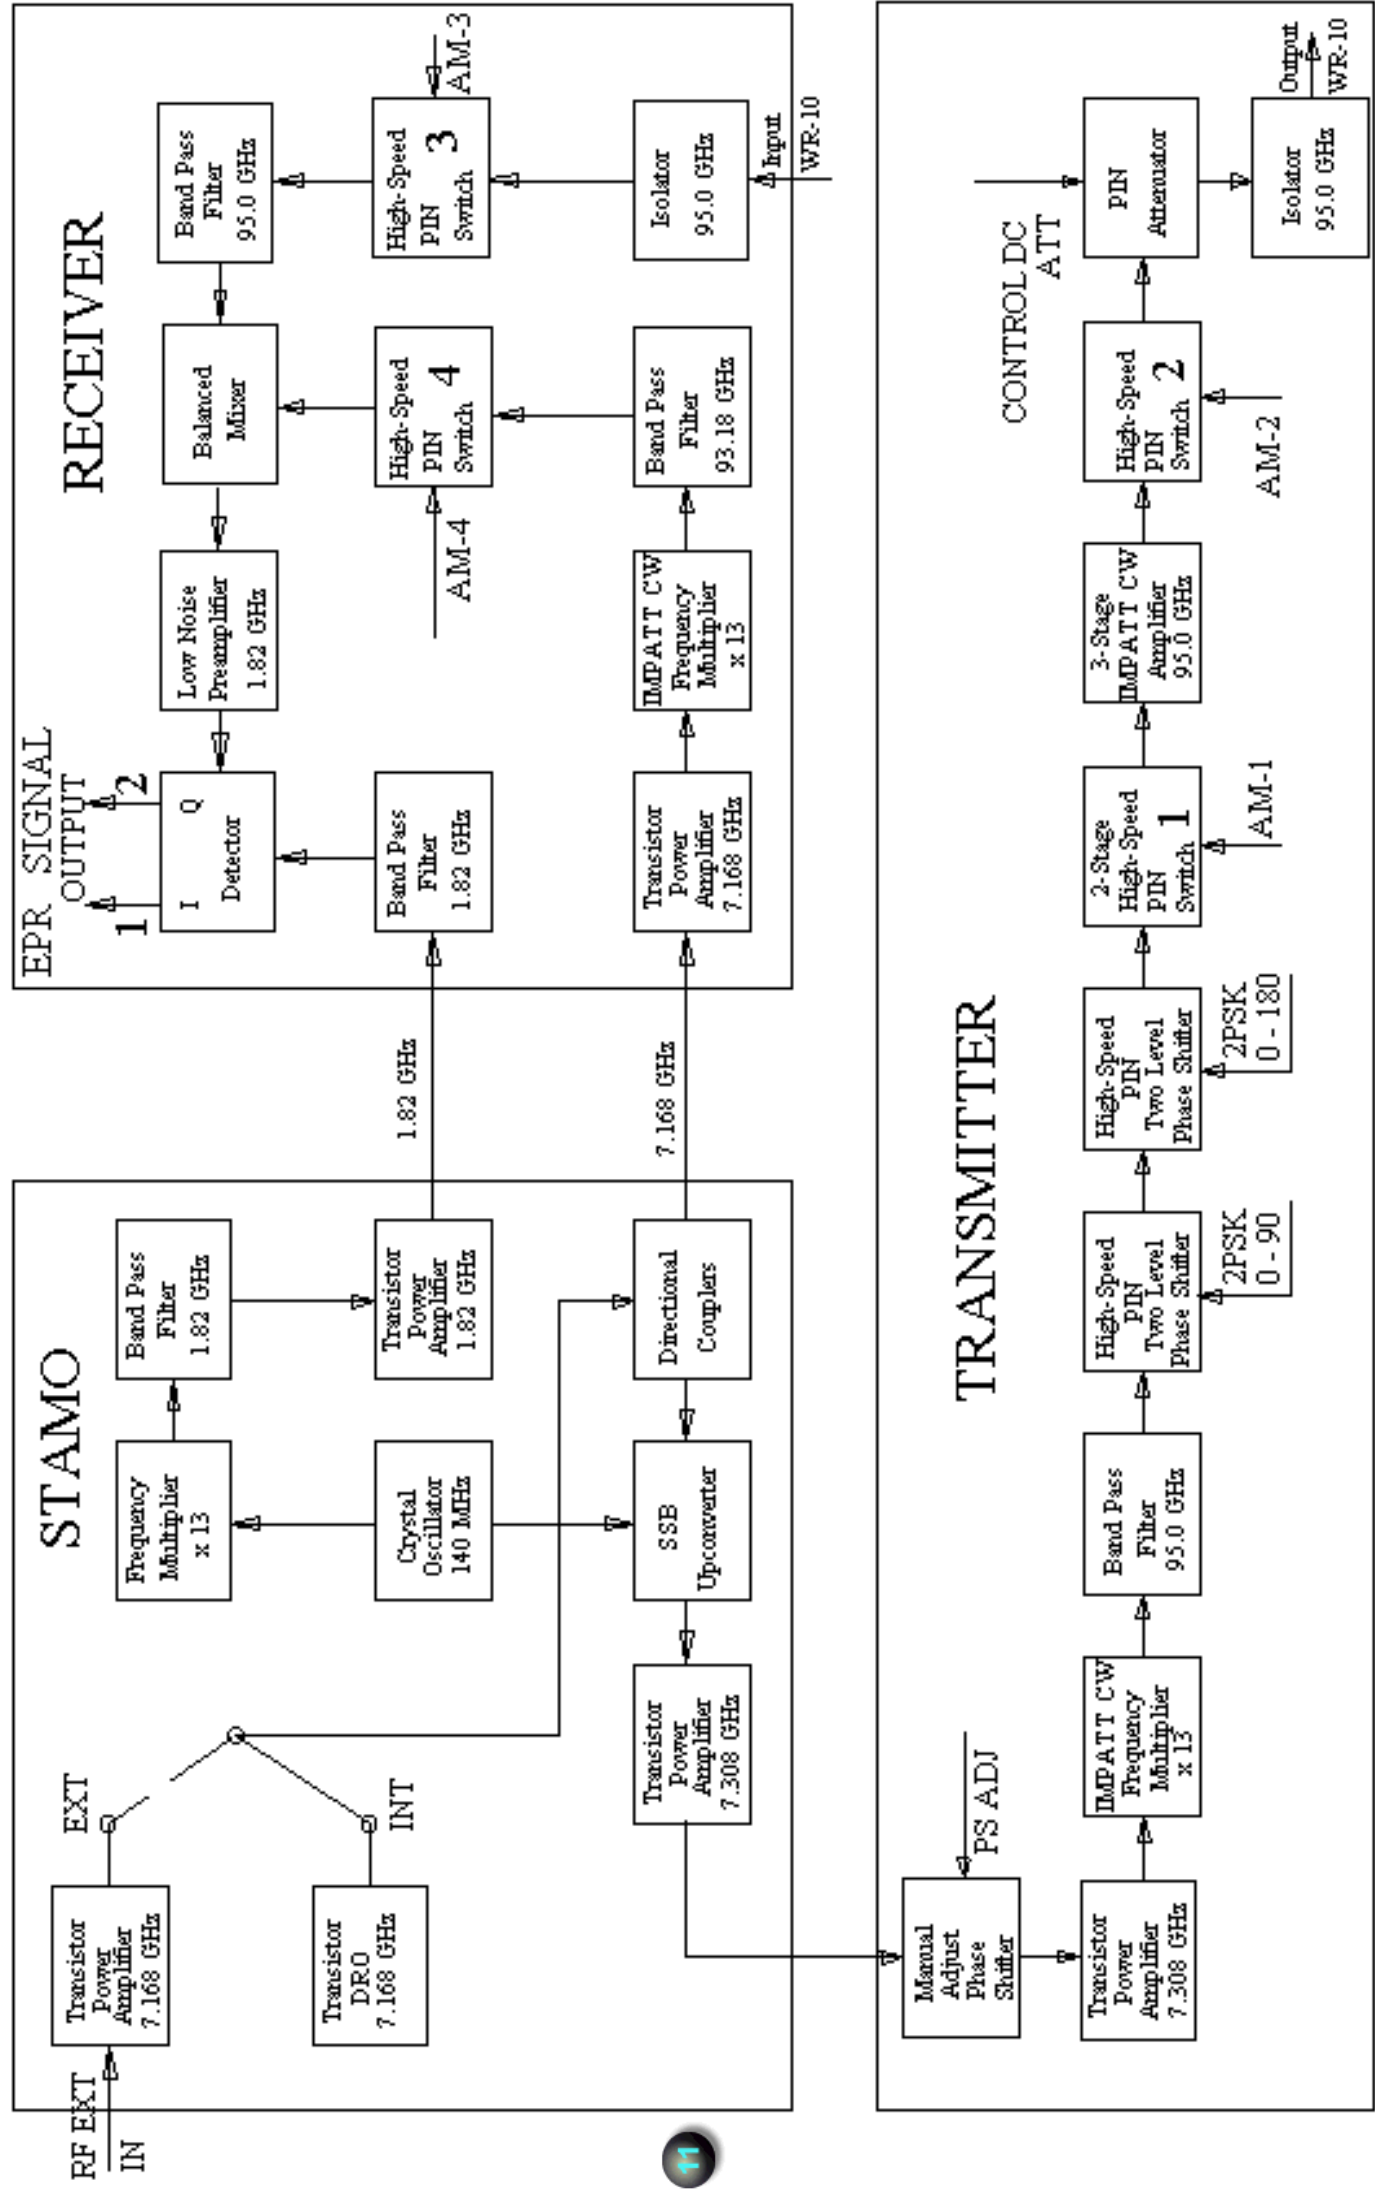 STAMO
RF EXT
IN
Transistor
Power
Amplifier
7.168 GHz
EXT
Transistor
DRO
7.168 GHz
INT
Frequency
Multiplier
x 13
Band Pass
Filter
1.82 GHz
Crystal
Oscillator
140 MHz
Transistor
Power
Amplifier
1.82 GHz
Transistor
Power
Amplifier
7.308 GHz
SSB
Upconverter
Directional
Couplers
1.82 GHz
7.168 GHz
RECEIVER
EPR SIGNAL
OUTPUT
1
2
I
Q
Detector
Low Noise
Preamplifier
1.82 GHz
Balanced
Mixer
Band Pass
Filter
95.0 GHz
Band Pass
Filter
1.82 GHz
AM-4
High-Speed
PIN
Switch 4
High-Speed
PIN
Switch 3
AM-3
Transistor
Power
Amplifier
7.168 GHz
IMPATT CW
Frequency
Multiplier
x 13
Band Pass
Filter
93.18 GHz
Isolator
95.0 GHz
Input
WR-10
11
TRANSMITTER
Manual
Adjust
Phase
Shifter
PS ADJ
Transistor
Power
Amplifier
7.308 GHz
IMPATT CW
Frequency
Multiplier
x 13
Band Pass
Filter
95.0 GHz
High-Speed
PIN
Two Level
Phase Shifter
2PSK
0 - 90
High-Speed
PIN
Two Level
Phase Shifter
2PSK
0 - 180
2-Stage
High-Speed
PIN
Switch 1
AM-1
3-Stage
IMPATT CW
Amplifier
95.0 GHz
High-Speed
PIN
Switch 2
AM-2
CONTROL DC
ATT
PIN
Attenuator
Isolator
95.0 GHz
Output
WR-10